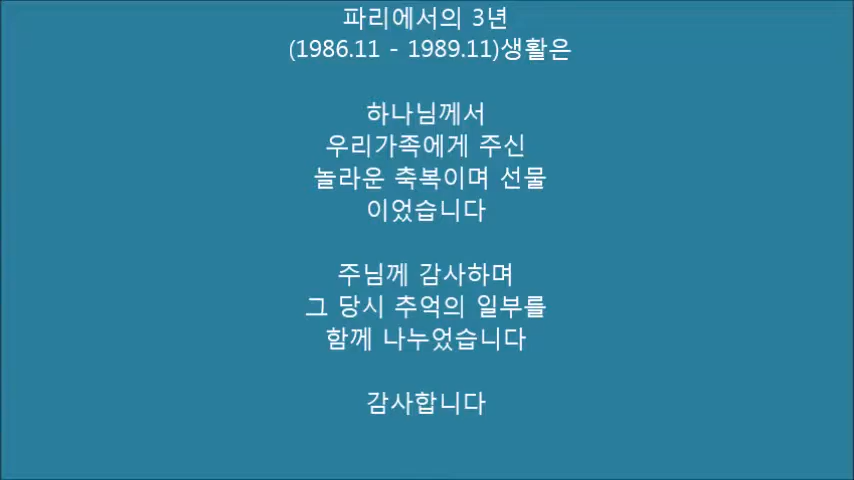 파리에서의 3년
(1986.11 - 1989.11)생활은
하나님께서
우리가족에게 주신
놀라운 축복이며 선물
이었습니다
주님께 감사하며
그 당시 추억의 일부를
함께 나누었습니다
감사합니다